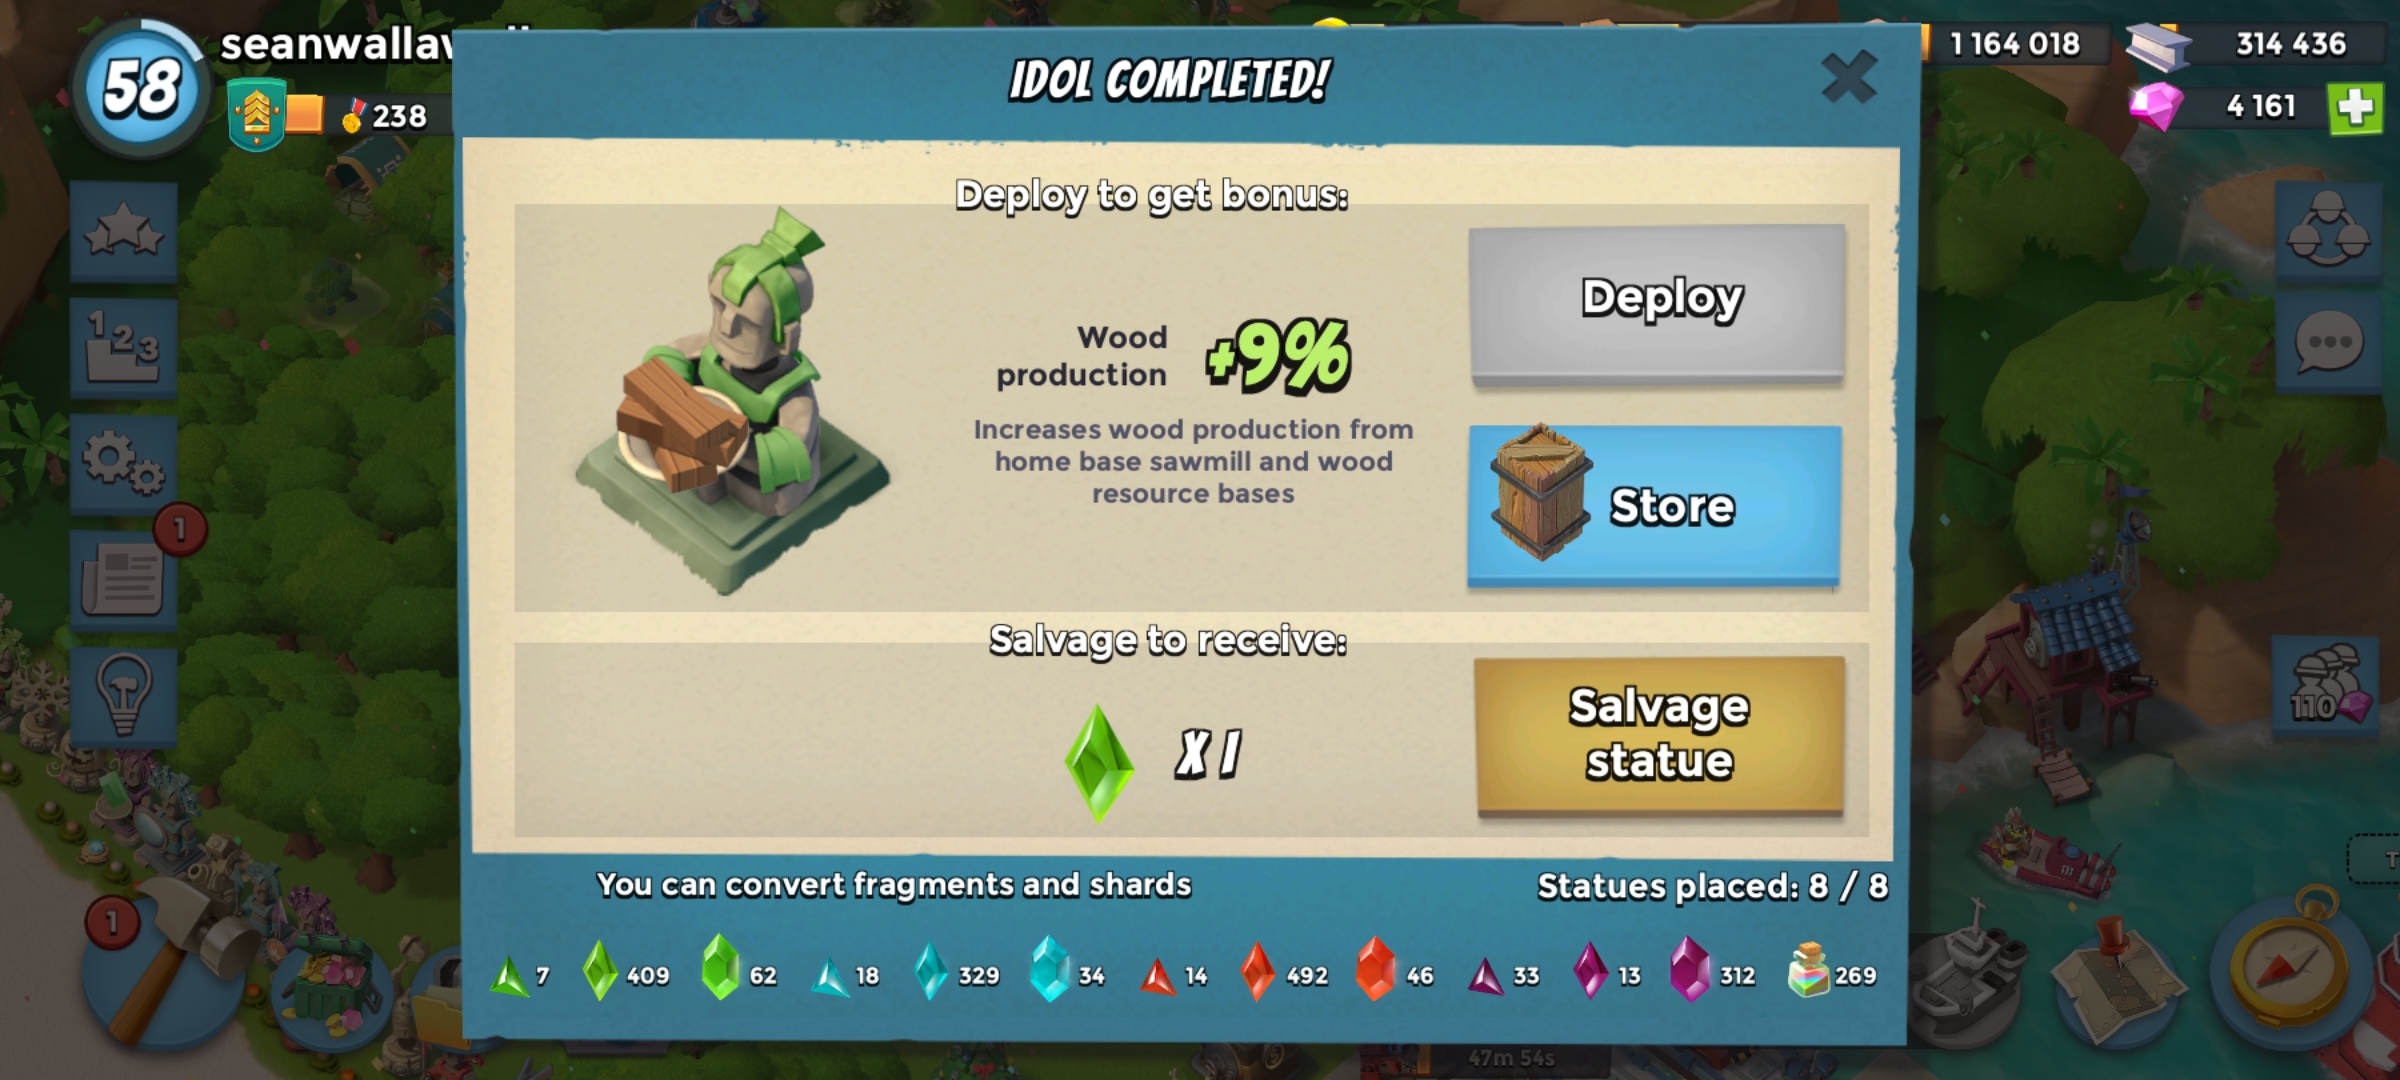 58
238
1 164 018
314 436
4 161
IDOL COMPLETED!
Deploy to get bonus:
Wood
production
+9%
Increases wood production from
home base sawmill and wood
resource bases
Deploy
Store
Salvage to receive:
X 1
Salvage
statue
You can convert fragments and shards
Statues placed: 8 / 8
7 409 62 18 329 34 14 492 46 33 13 312 269
1 2 3
1
1
110
47m 54s